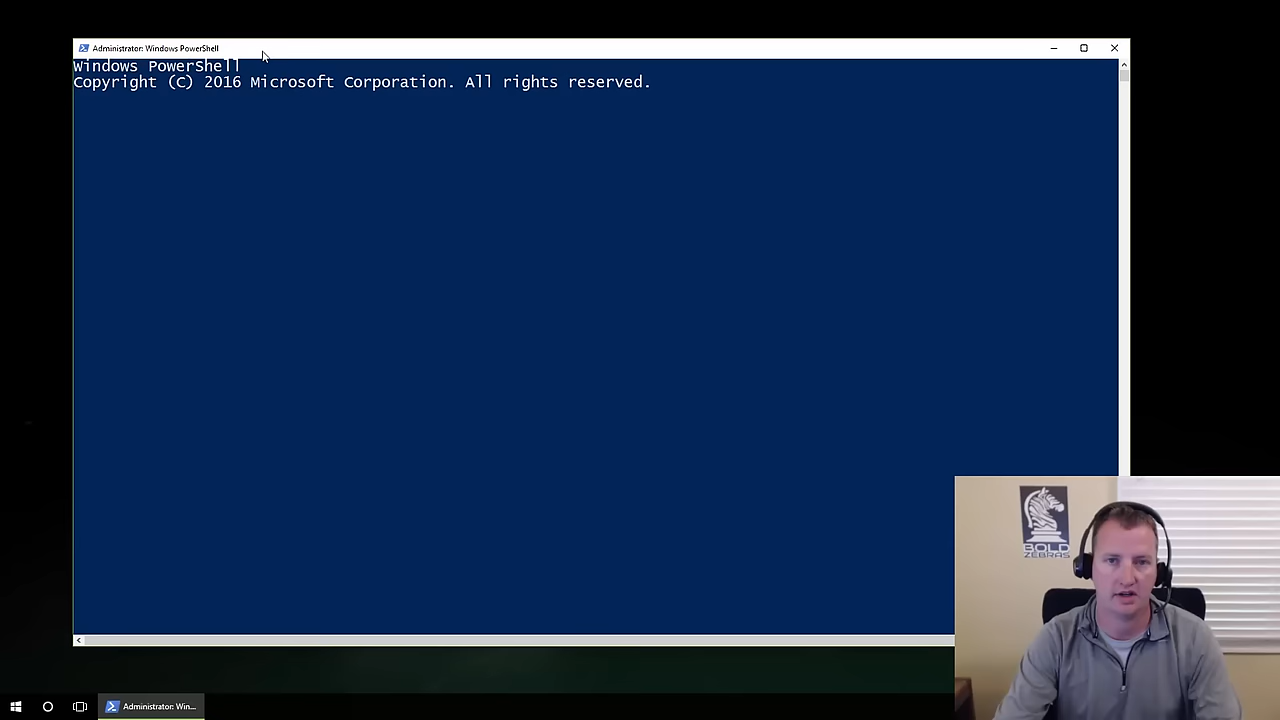 Administrator: Windows PowerShell
Windows PowerShell
Copyright (C) 2016 Microsoft Corporation. All rights reserved.
BOLD
ZEBRAS
Administrator: Win...